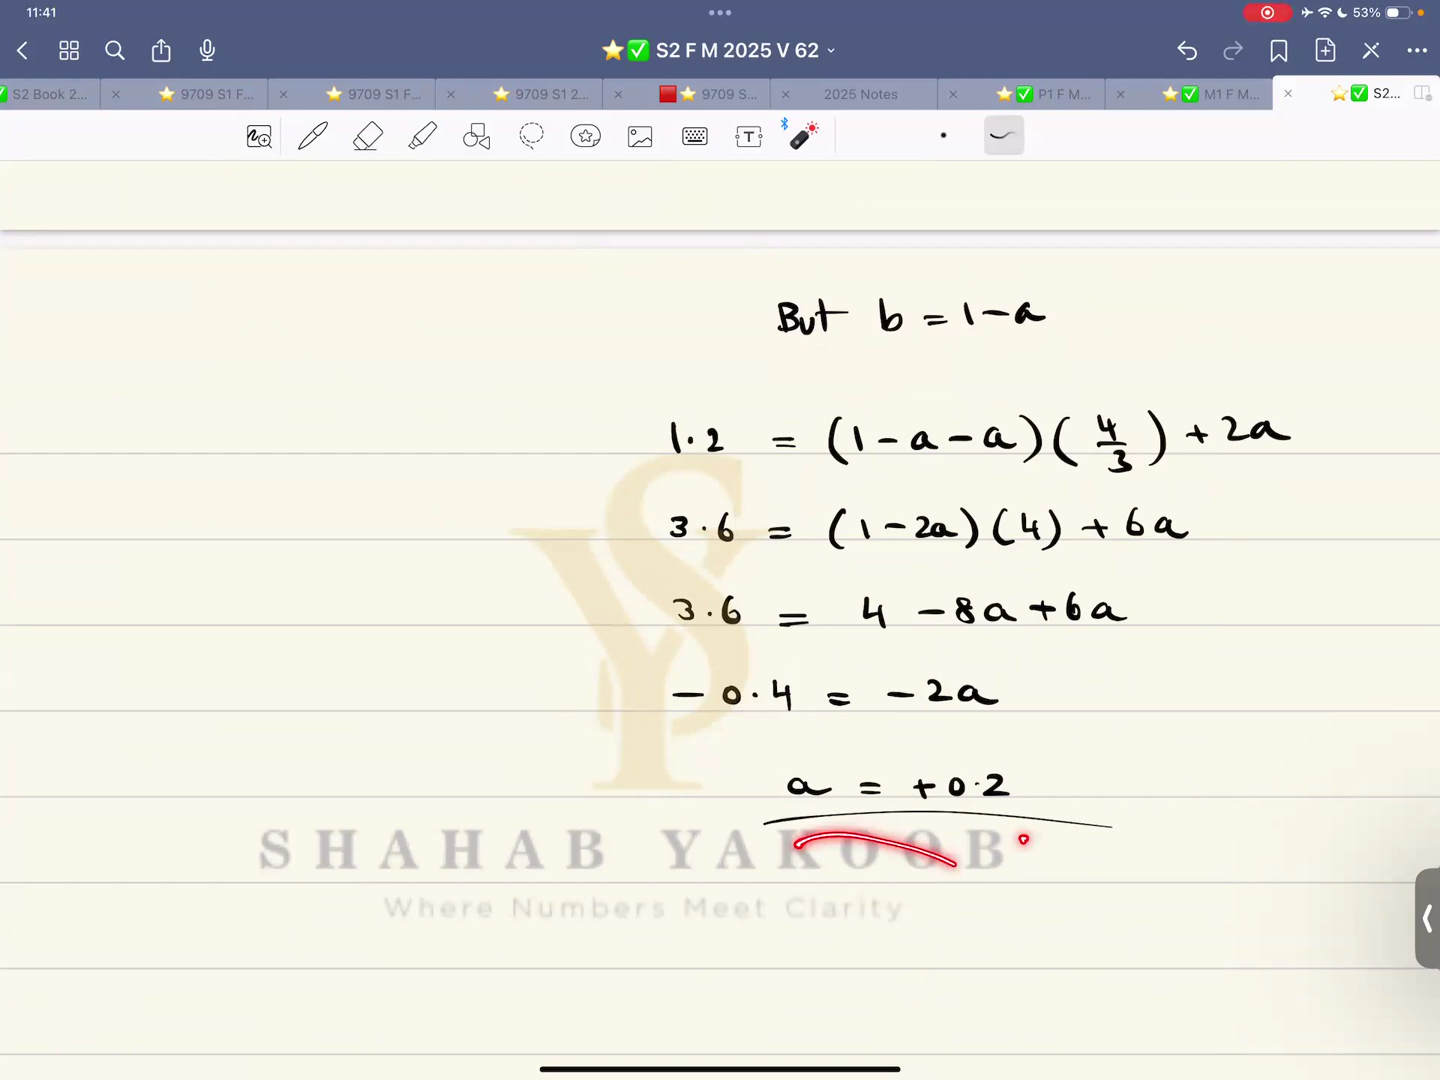 11:41
53%
S2 F M 2025 V 62
S2 Book 2...
9709 S1 F...
9709 S1 F...
9709 S1 2...
9709 S...
2025 Notes
P1 F M...
M1 F M...
S2...
But b = 1 - a
1.2 = (1 - a - a)(4/3) + 2a
3.6 = (1 - 2a)(4) + 6a
3.6 = 4 - 8a + 6a
- 0.4 = - 2a
a = + 0.2
SHAHAB YAKOOB
Where Numbers Meet Clarity